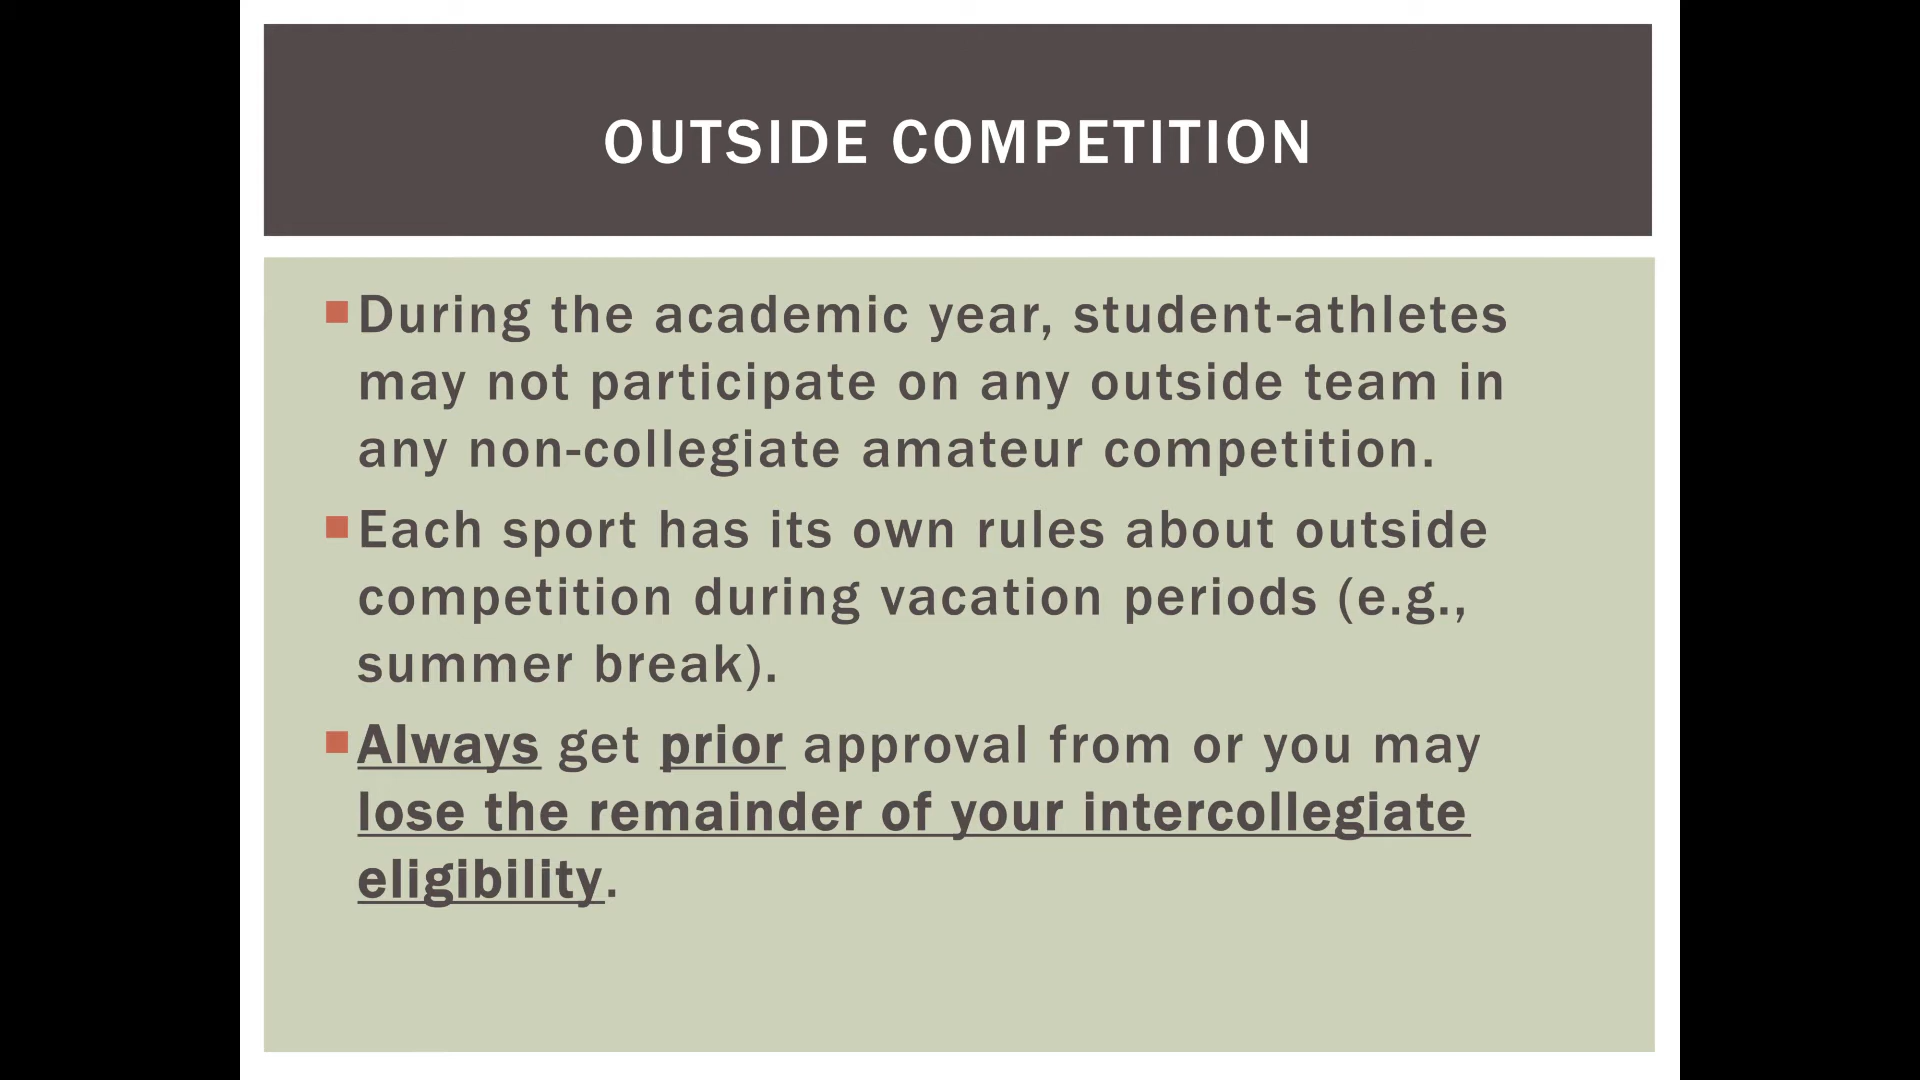 OUTSIDE COMPETITION
During the academic year, student-athletes
may not participate on any outside team in
any non-collegiate amateur competition.
Each sport has its own rules about outside
competition during vacation periods (e.g.,
summer break).
Always get prior approval from or you may
lose the remainder of your intercollegiate
eligibility.